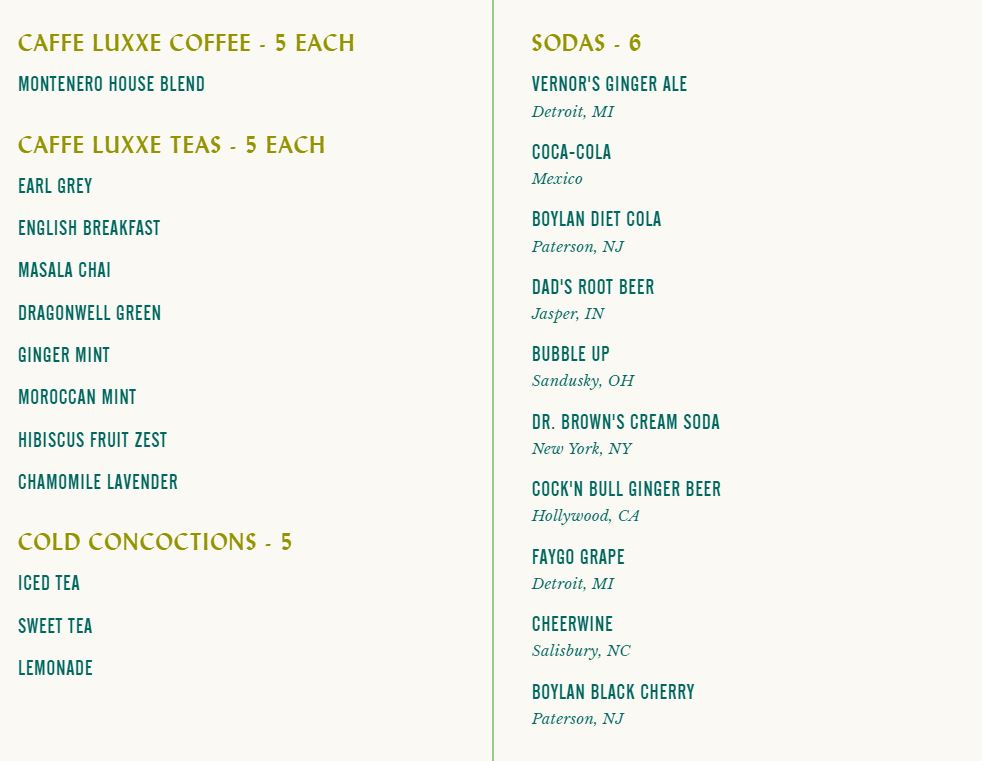 CAFFE LUXXE COFFEE - 5 EACH
MONTENERO HOUSE BLEND
CAFFE LUXXE TEAS - 5 EACH
EARL GREY
ENGLISH BREAKFAST
MASALA CHAI
DRAGONWELL GREEN
GINGER MINT
MOROCCAN MINT
HIBISCUS FRUIT ZEST
CHAMOMILE LAVENDER
COLD CONCOCTIONS - 5
ICED TEA
SWEET TEA
LEMONADE
SODAS - 6
VERNOR'S GINGER ALE
Detroit, MI
COCA-COLA
Mexico
BOYLAN DIET COLA
Paterson, NJ
DAD'S ROOT BEER
Jasper, IN
BUBBLE UP
Sandusky, OH
DR. BROWN'S CREAM SODA
New York, NY
COCK'N BULL GINGER BEER
Hollywood, CA
FAYGO GRAPE
Detroit, MI
CHEERWINE
Salisbury, NC
BOYLAN BLACK CHERRY
Paterson, NJ